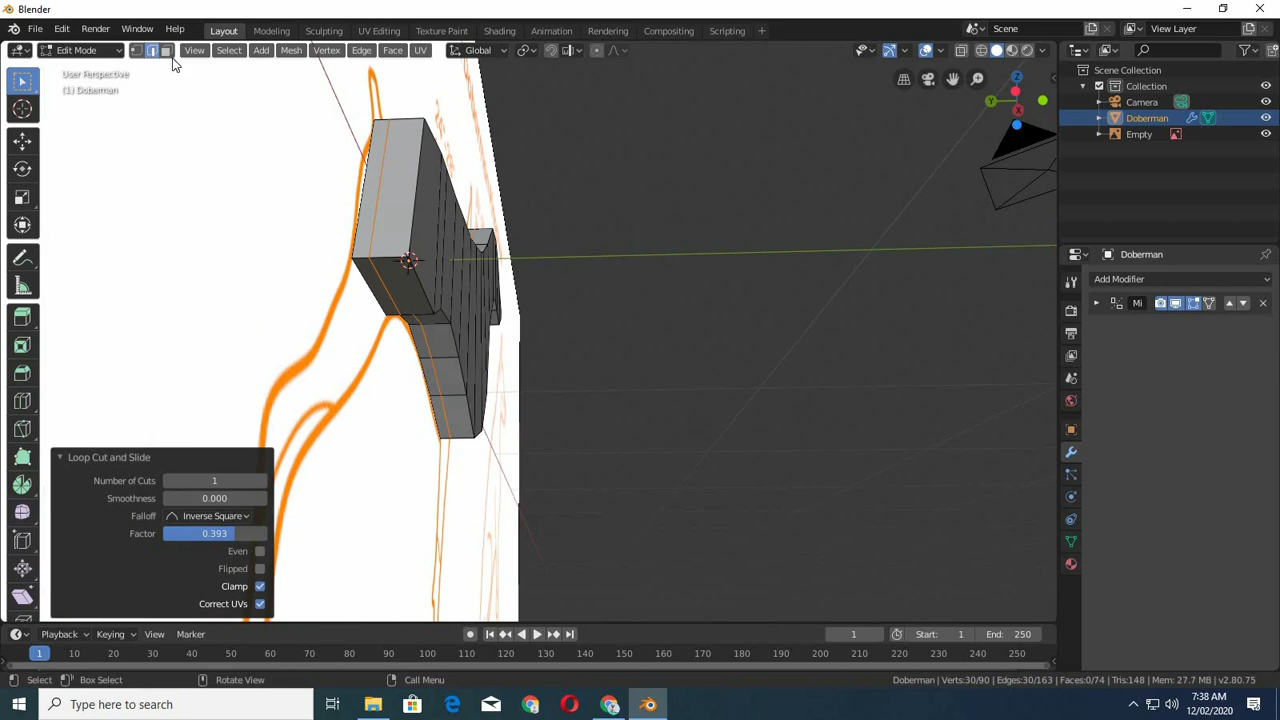 Blender
File Edit Render Window Help
Layout Modeling Sculpting UV Editing Texture Paint Shading Animation Rendering Compositing Scripting
Scene
View Layer
Edit Mode
View Select Add Mesh Vertex Edge Face UV
Global
User Perspective
(1) Doberman
Z
Y
X
Scene Collection
Collection
Camera
Doberman
Empty
Doberman
Add Modifier
Mi
Loop Cut and Slide
Number of Cuts 1
Smoothness 0.000
Falloff Inverse Square
Factor 0.393
Even
Flipped
Clamp
Correct UVs
Playback Keying View Marker
1 Start: 1 End: 250
1 10 20 30 40 50 60 70 80 90 100 110 120 130 140 150 160 170 180 190 200 210 220 230 240 250
Select Box Select Rotate View Call Menu
Doberman | Verts:30/90 | Edges:30/163 | Faces:0/74 | Tris:148 | Mem: 27.7 MB | v2.80.75
Type here to search
7:38 AM
12/02/2020